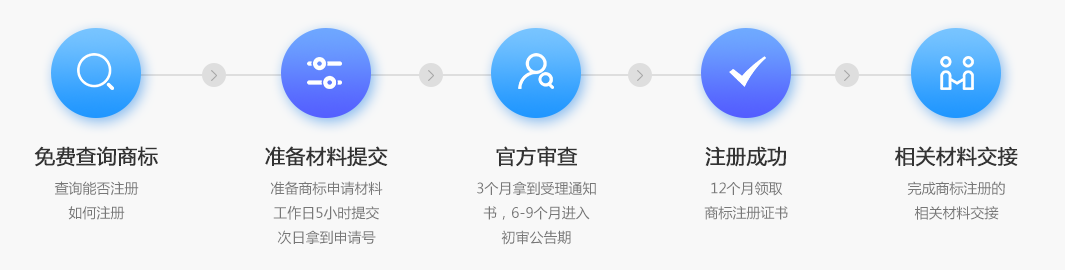 免费查询商标
查询能否注册
如何注册
准备材料提交
准备商标申请材料
工作日5小时提交
次日拿到申请号
官方审查
3个月拿到受理通知
书，6-9个月进入
初审公告期
注册成功
12个月领取
商标注册证书
相关材料交接
完成商标注册的
相关材料交接